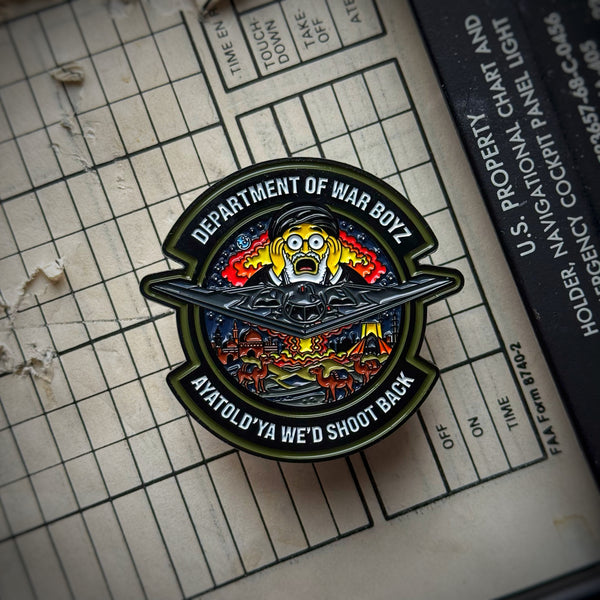 TIME EN
TOUCH-
DOWN
TAKE-
OFF
DEPARTMENT OF WAR BOYZ
AYATOLD'YA WE'D SHOOT BACK
U.S. PROPERTY
HOLDER, NAVIGATIONAL CHART AND
EMERGENCY COCKPIT PANEL LIGHT
OFF
ON
TIME
FAA Form 8740-2